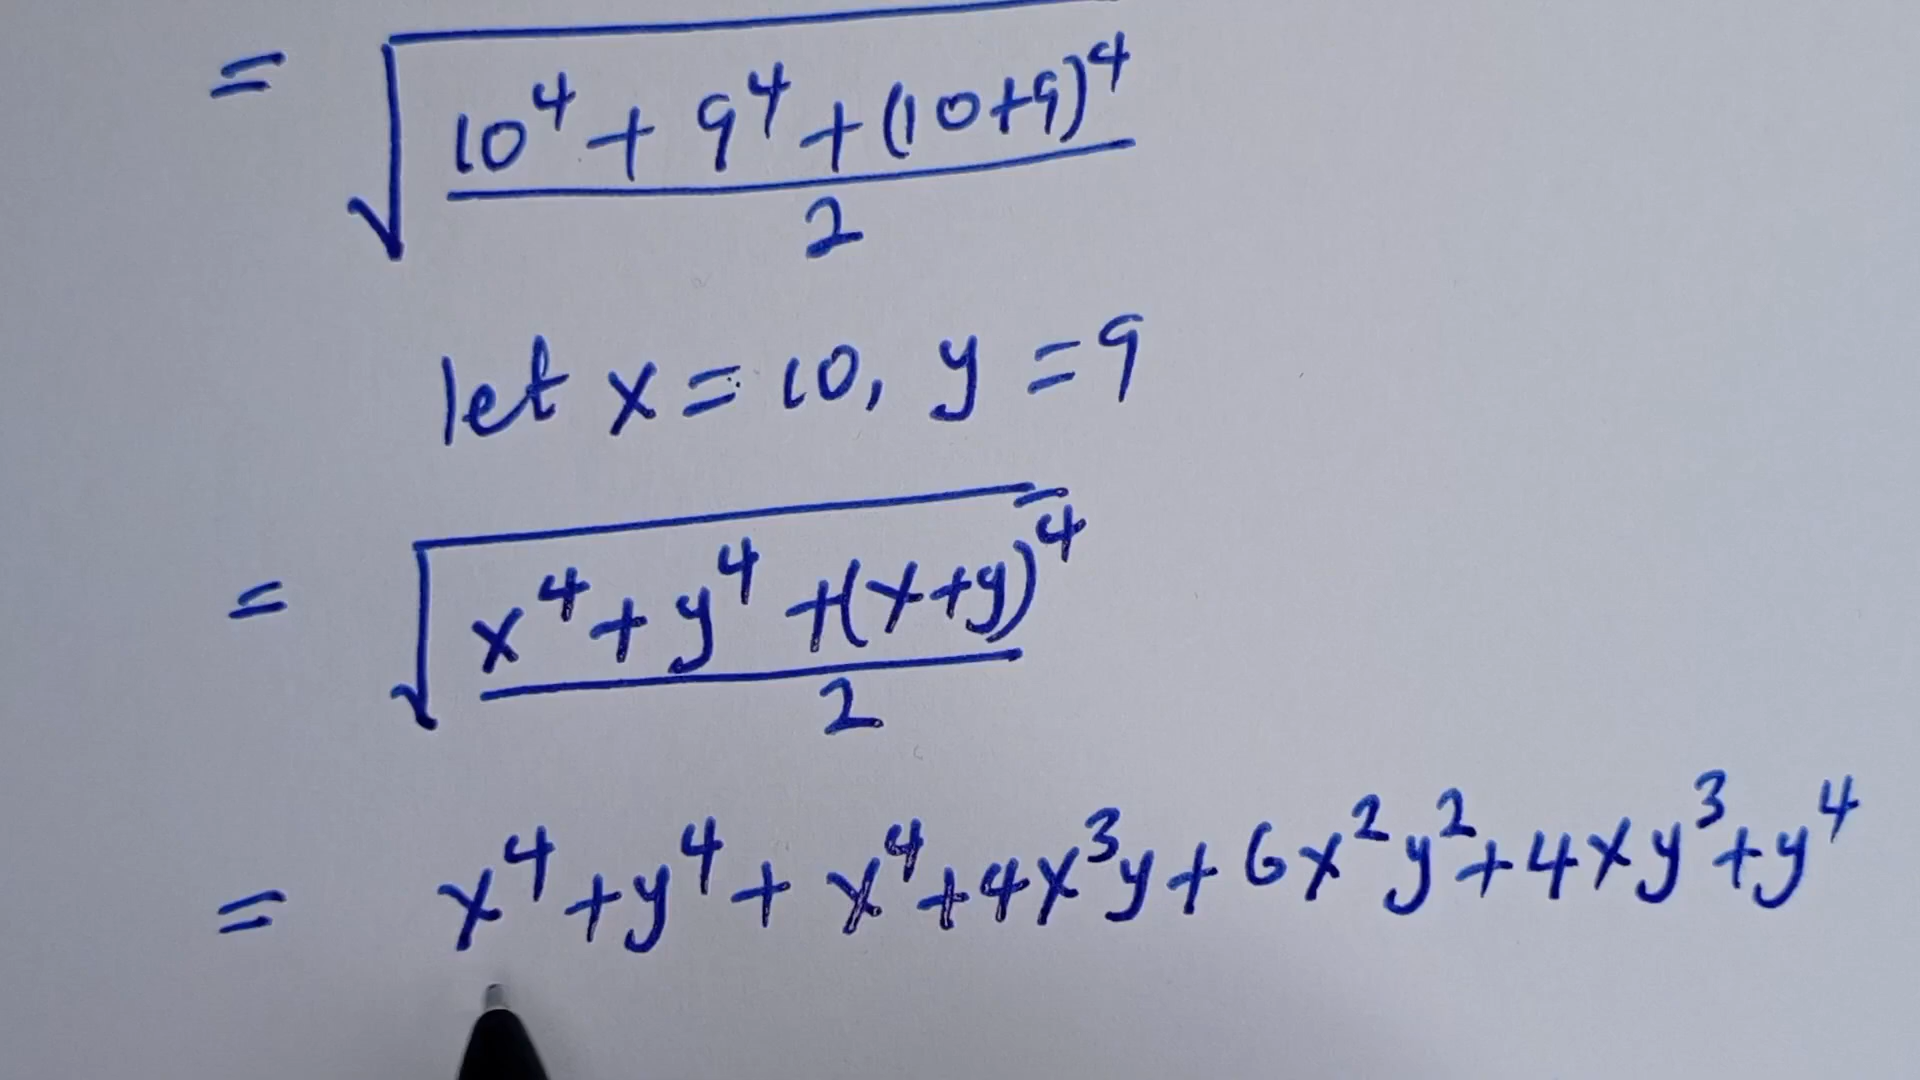 = √(10⁴ + 9⁴ + (10+9)⁴ / 2)
let x = 10, y = 9
= √(x⁴ + y⁴ + (x+y)⁴ / 2)
= x⁴ + y⁴ + x⁴ + 4x³y + 6x²y² + 4xy³ + y⁴